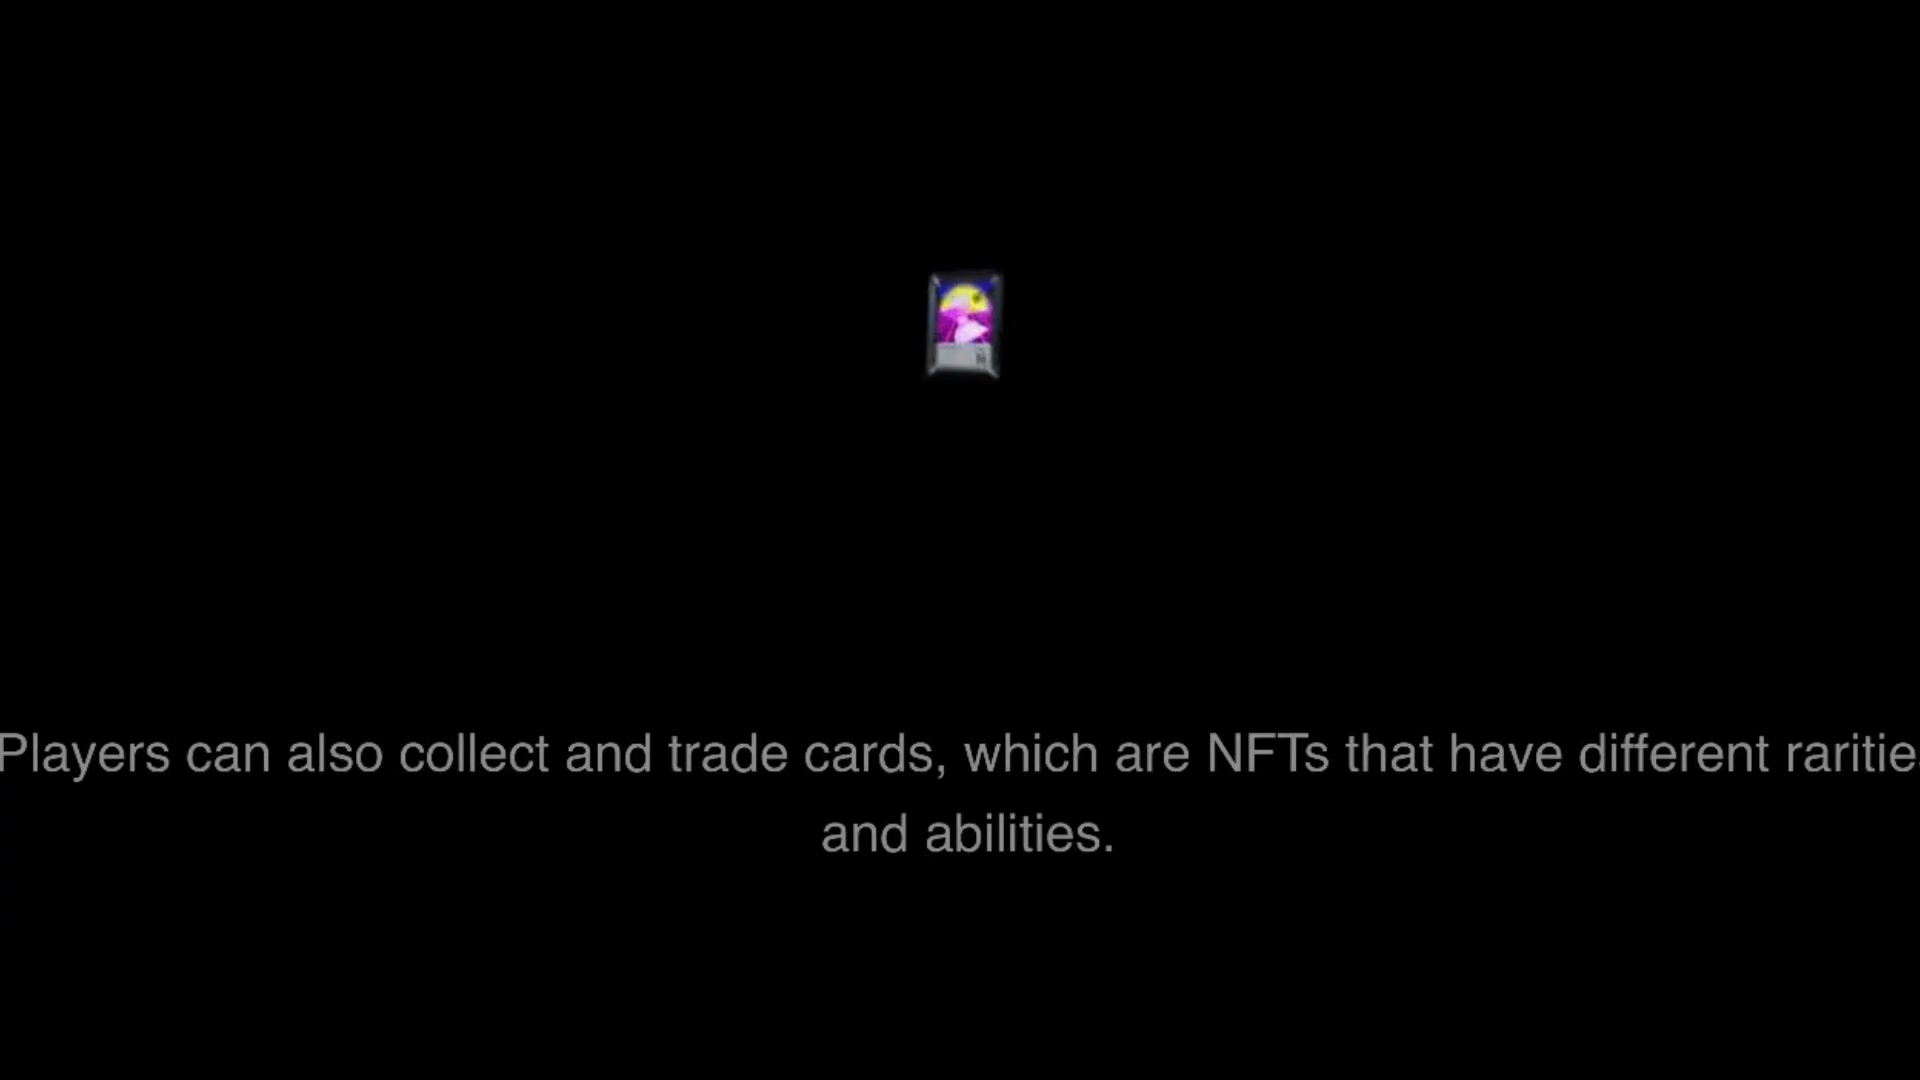 Players can also collect and trade cards, which are NFTs that have different raritie
and abilities.